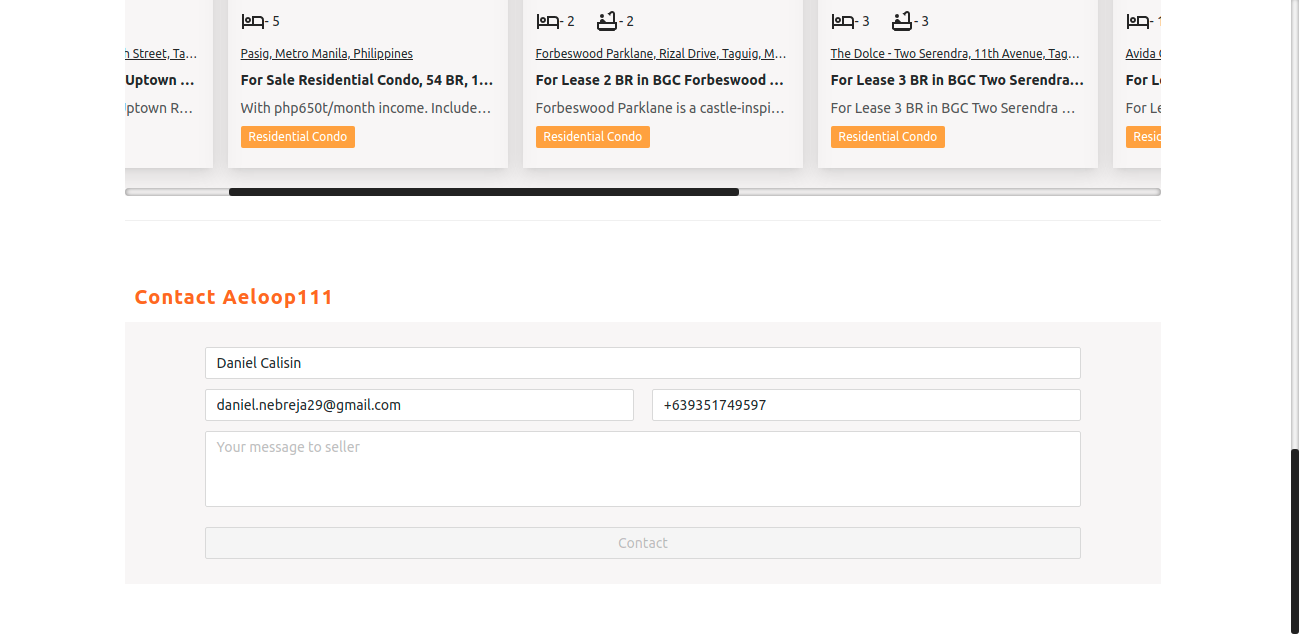 - 5
- 2
- 2
- 3
- 3
-
n Street, Ta...
Pasig, Metro Manila, Philippines
Forbeswood Parklane, Rizal Drive, Taguig, M...
The Dolce - Two Serendra, 11th Avenue, Tag...
Avida
Uptown ...
For Sale Residential Condo, 54 BR, 1...
For Lease 2 BR in BGC Forbeswood ...
For Lease 3 BR in BGC Two Serendra...
For L
ptown R...
With php650t/month income. Include...
Forbeswood Parklane is a castle-inspi...
For Lease 3 BR in BGC Two Serendra ...
For Le
Residential Condo
Residential Condo
Residential Condo
Resid
Contact Aeloop111
Daniel Calisin
daniel.nebreja29@gmail.com
+639351749597
Your message to seller
Contact